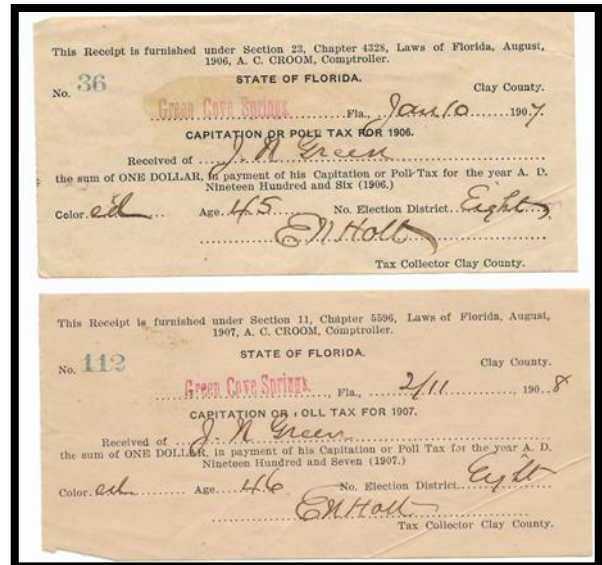 This Receipt is furnished under Section 23, Chapter 4328, Laws of Florida, August,
1906, A. C. CROOM, Comptroller.
No. 36 STATE OF FLORIDA. Clay County.
Green Cove Springs, Fla., Jan 10 1907.
CAPITATION OR POLL TAX FOR 1906.
Received of J. N Green
the sum of ONE DOLLAR, in payment of his Capitation or Poll Tax for the year A. D.
Nineteen Hundred and Six (1906.)
Color ed Age 45 No. Election District Eight
E N Holt
Tax Collector Clay County.
This Receipt is furnished under Section 11, Chapter 5596, Laws of Florida, August,
1907, A. C. CROOM, Comptroller.
No. 112 STATE OF FLORIDA. Clay County.
Green Cove Springs, Fla., 2/11, 1908
CAPITATION OR OLL TAX FOR 1907.
Received of J. N Green
the sum of ONE DOLLAR, in payment of his Capitation or Poll Tax for the year A. D.
Nineteen Hundred and Seven (1907.)
Color Age 46 No. Election District Eight
E N Holt
Tax Collector Clay County.